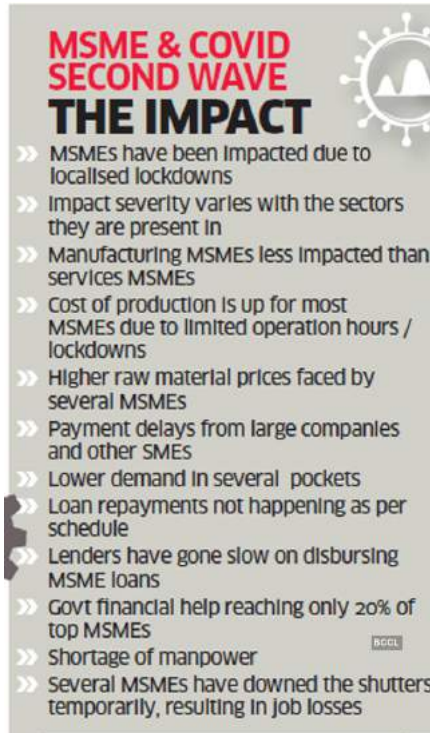 MSME & COVID
SECOND WAVE
THE IMPACT
MSMEs have been impacted due to
localised lockdowns
Impact severity varies with the sectors
they are present in
Manufacturing MSMEs less impacted than
services MSMEs
Cost of production is up for most
MSMEs due to limited operation hours /
lockdowns
Higher raw material prices faced by
several MSMEs
Payment delays from large companies
and other SMEs
Lower demand in several pockets
Loan repayments not happening as per
schedule
Lenders have gone slow on disbursing
MSME loans
Govt financial help reaching only 20% of
top MSMEs
BCCL
Shortage of manpower
Several MSMEs have downed the shutters
temporarily, resulting in job losses